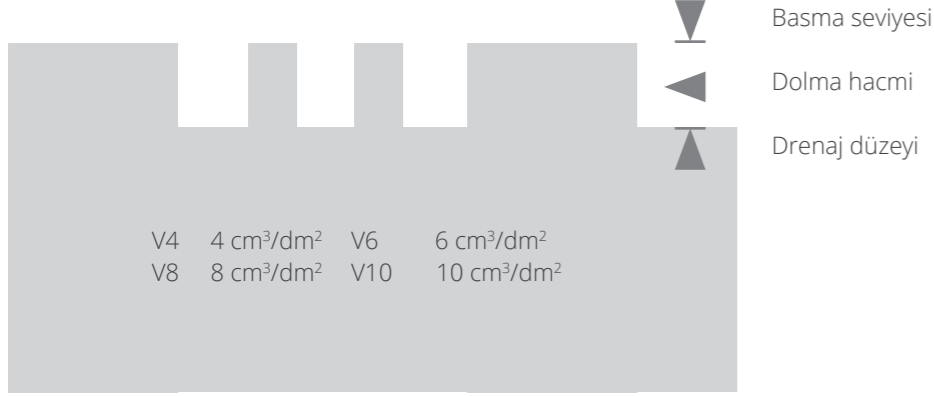 Basma seviyesi
Dolma hacmi
Drenaj düzeyi
V4 4 cm³/dm² V6 6 cm³/dm²
V8 8 cm³/dm² V10 10 cm³/dm²